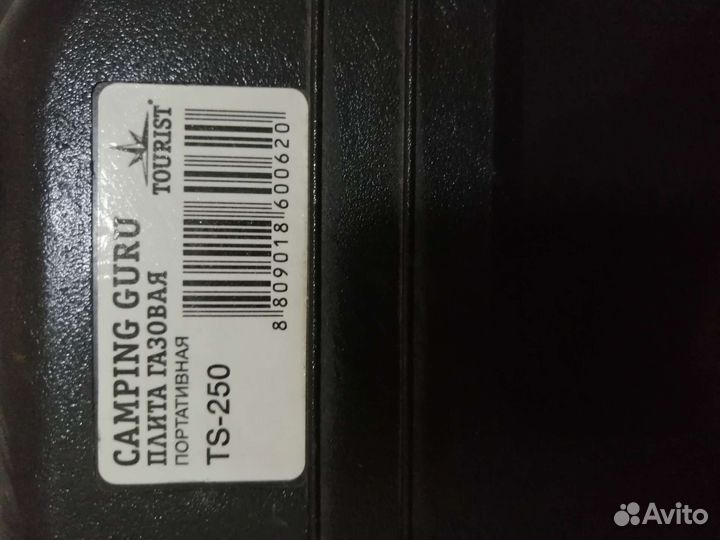 CAMPING GURU
ПЛИТА ГАЗОВАЯ
ПОРТАТИВНАЯ
TS-250
TOURIST®
8 809018 600620
Avito